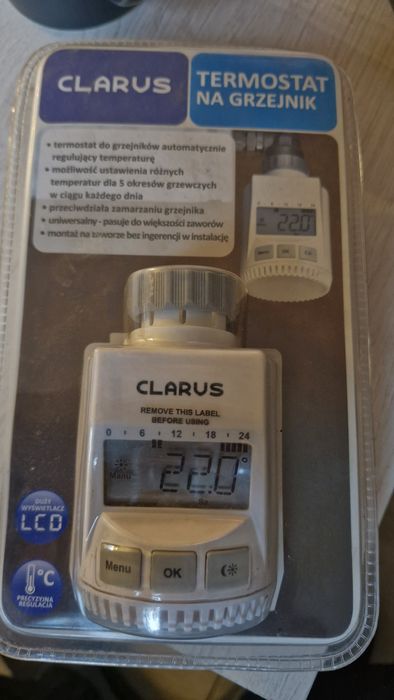 CLARUS
TERMOSTAT
NA GRZEJNIK
• termostat do grzejników automatycznie
regulujący temperaturę
• możliwość ustawienia różnych
temperatur dla 5 okresów grzewczych
w ciągu każdego dnia
• przeciwdziała zamarzaniu grzejnika
• uniwersalny - pasuje do większości zaworów
• montaż na zaworze bez ingerencji w instalację
22.0
Menu OK
CLARUS
REMOVE THIS LABEL
BEFORE USING
0 6 12 18 24
Manu
22.0°
Menu OK
DUŻY
WYŚWIETLACZ
LCD
°C
PRECYZYJNA
REGULACJA